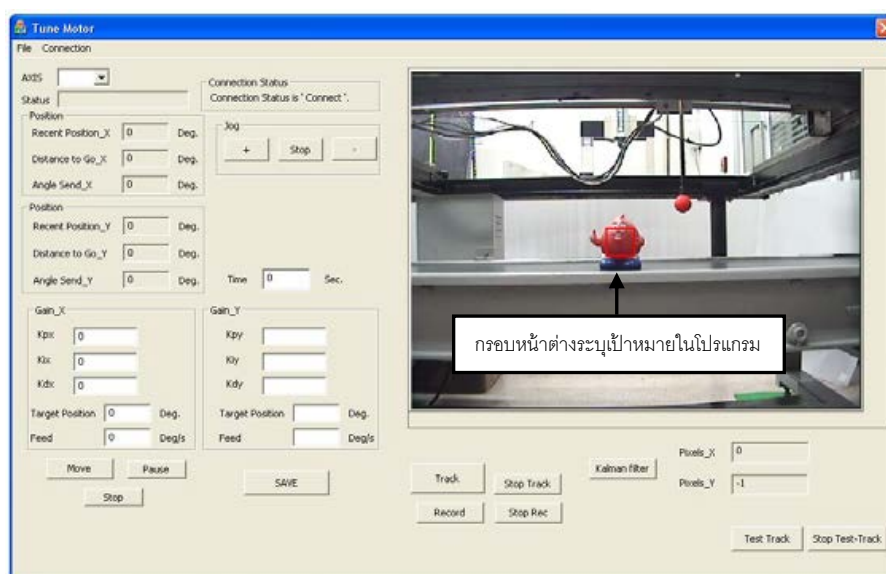 Tune Motor
File Connection
AXIS
Status
Connection Status
Connection Status is ' Connect '.
Position
Recent Position_X 0 Deg.
Distance to Go_X 0 Deg.
Angle Send_X 0 Deg.
Jog
+ Stop -
Position
Recent Position_Y 0 Deg.
Distance to Go_Y 0 Deg.
Angle Send_Y 0 Deg.
Time 0 Sec.
Gain_X
Kpx 0
Kix 0
Kdx 0
Target Position 0 Deg.
Feed 0 Deg/s
Gain_Y
Kpy
Kiy
Kdy
Target Position Deg.
Feed Deg/s
Move Pause
Stop
SAVE
กรอบหน้าต่างระบุเป้าหมายในโปรแกรม
Track Stop Track
Record Stop Rec
Kalman filter
Pixels_X 0
Pixels_Y -1
Test Track Stop Test-Track